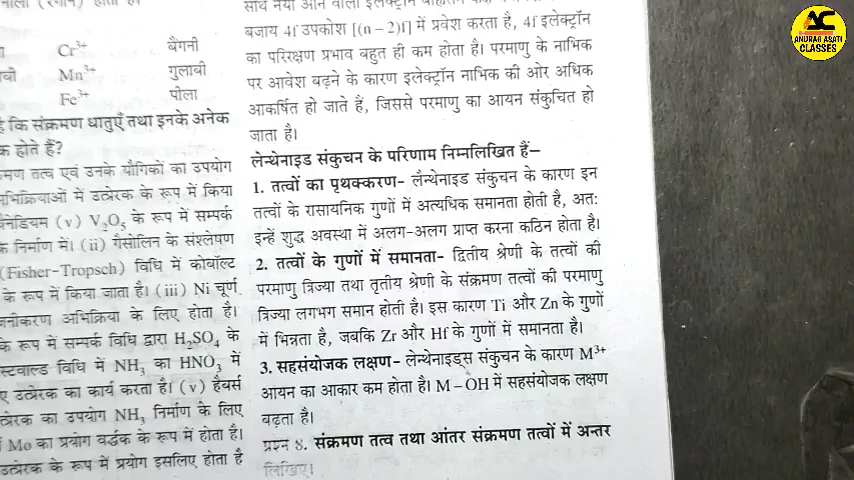 Cr³⁺ बैंगनी
Mn³⁺ गुलाबी
Fe³⁺ पीला
है कि संक्रमण धातुएँ तथा इनके अनेक
होते हैं?
तत्व एवं उनके यौगिकों का उपयोग
में उत्प्रेरक के रूप में किया
(v) V₂O₅ के रूप में सम्पर्क
निर्माण में। (ii) गैसोलिन के संश्लेषण
(Fisher-Tropsch) विधि में कोबॉल्ट
के रूप में किया जाता है। (iii) Ni चूर्ण
अभिक्रिया के लिए होता है।
के रूप में सम्पर्क विधि द्वारा H₂SO₄ के
विधि में NH₃ का HNO₃ में
उत्प्रेरक का कार्य करता है। (v) हैबर्स
का उपयोग NH₃ निर्माण के लिए
Mo का प्रयोग वर्द्धक के रूप में होता है।
उत्प्रेरक के रूप में प्रयोग इसलिए होता है
साथ नया आने वाला
बजाय 4f उपकोश [(n – 2)f] में प्रवेश करता है, 4f इलेक्ट्रॉन
का परिरक्षण प्रभाव बहुत ही कम होता है। परमाणु के नाभिक
पर आवेश बढ़ने के कारण इलेक्ट्रॉन नाभिक की ओर अधिक
आकर्षित हो जाते हैं, जिससे परमाणु का आयन संकुचित हो
जाता है।
लेन्थेनाइड संकुचन के परिणाम निम्नलिखित हैं–
1. तत्वों का पृथक्करण– लैन्थेनाइड संकुचन के कारण इन
तत्वों के रासायनिक गुणों में अत्यधिक समानता होती है, अतः
इन्हें शुद्ध अवस्था में अलग-अलग प्राप्त करना कठिन होता है।
2. तत्वों के गुणों में समानता– द्वितीय श्रेणी के तत्वों की
परमाणु त्रिज्या तथा तृतीय श्रेणी के संक्रमण तत्वों की परमाणु
त्रिज्या लगभग समान होती है। इस कारण Ti और Zn के गुणों
में भिन्नता है, जबकि Zr और Hf के गुणों में समानता है।
3. सहसंयोजक लक्षण– लेन्थेनाइड्स संकुचन के कारण M³⁺
आयन का आकार कम होता है। M – OH में सहसंयोजक लक्षण
बढ़ता है।
प्रश्न 8. संक्रमण तत्व तथा आंतर संक्रमण तत्वों में अन्तर
लिखिए।
AC
ANURAG ASATI
CLASSES